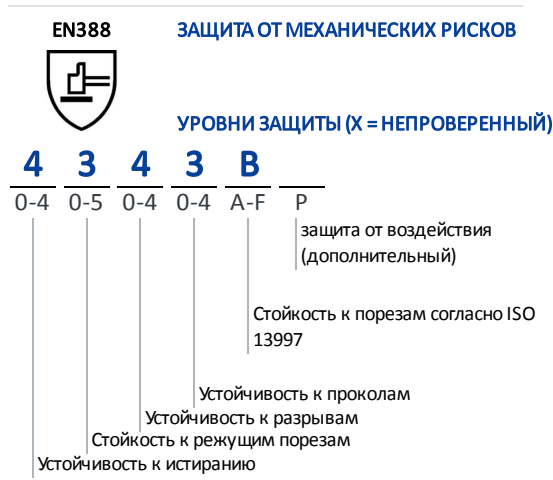 EN388
ЗАЩИТА ОТ МЕХАНИЧЕСКИХ РИСКОВ
УРОВНИ ЗАЩИТЫ (X = НЕПРОВЕРЕННЫЙ)
4 3 4 3 B
0-4 0-5 0-4 0-4 A-F P
защита от воздействия
(дополнительный)
Стойкость к порезам согласно ISO
13997
Устойчивость к проколам
Устойчивость к разрывам
Стойкость к режущим порезам
Устойчивость к истиранию